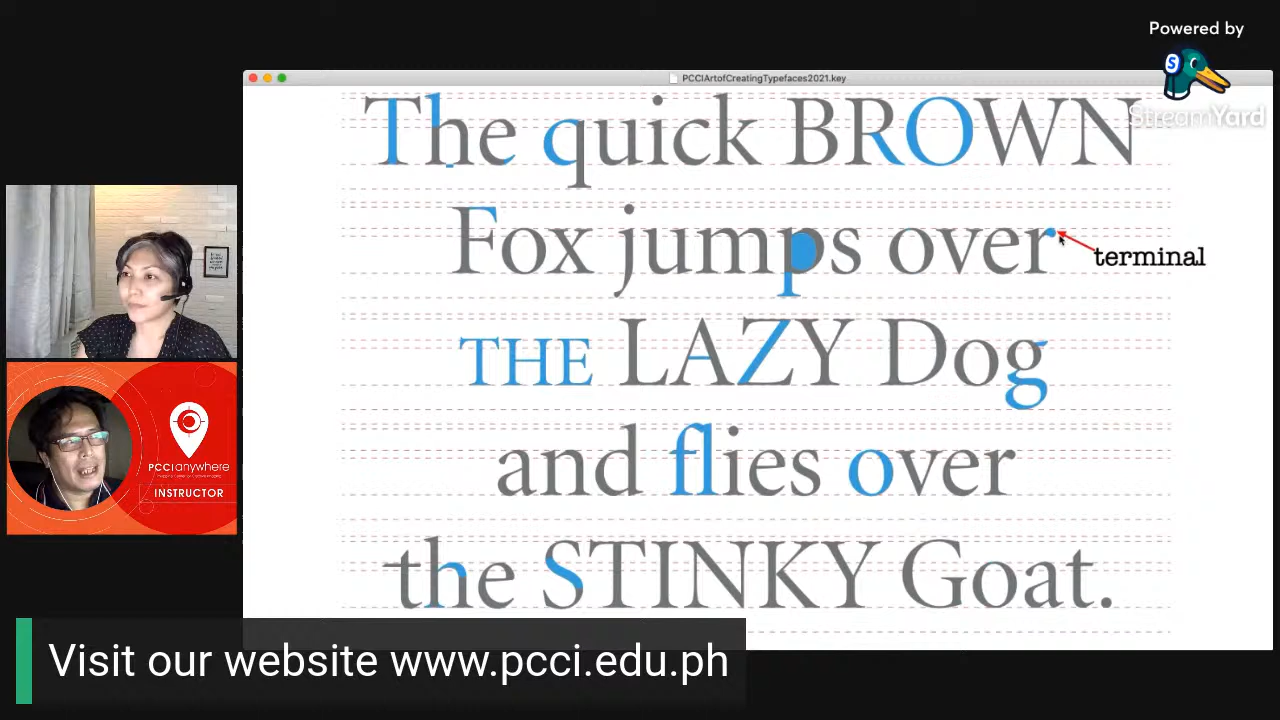 Powered by
S
StreamYard
PCCIArtofCreatingTypefaces2021.key
The quick BROWN
Fox jumps over
terminal
THE LAZY Dog
and flies over
the STINKY Goat.
PCCI anywhere
INSTRUCTOR
Visit our website www.pcci.edu.ph